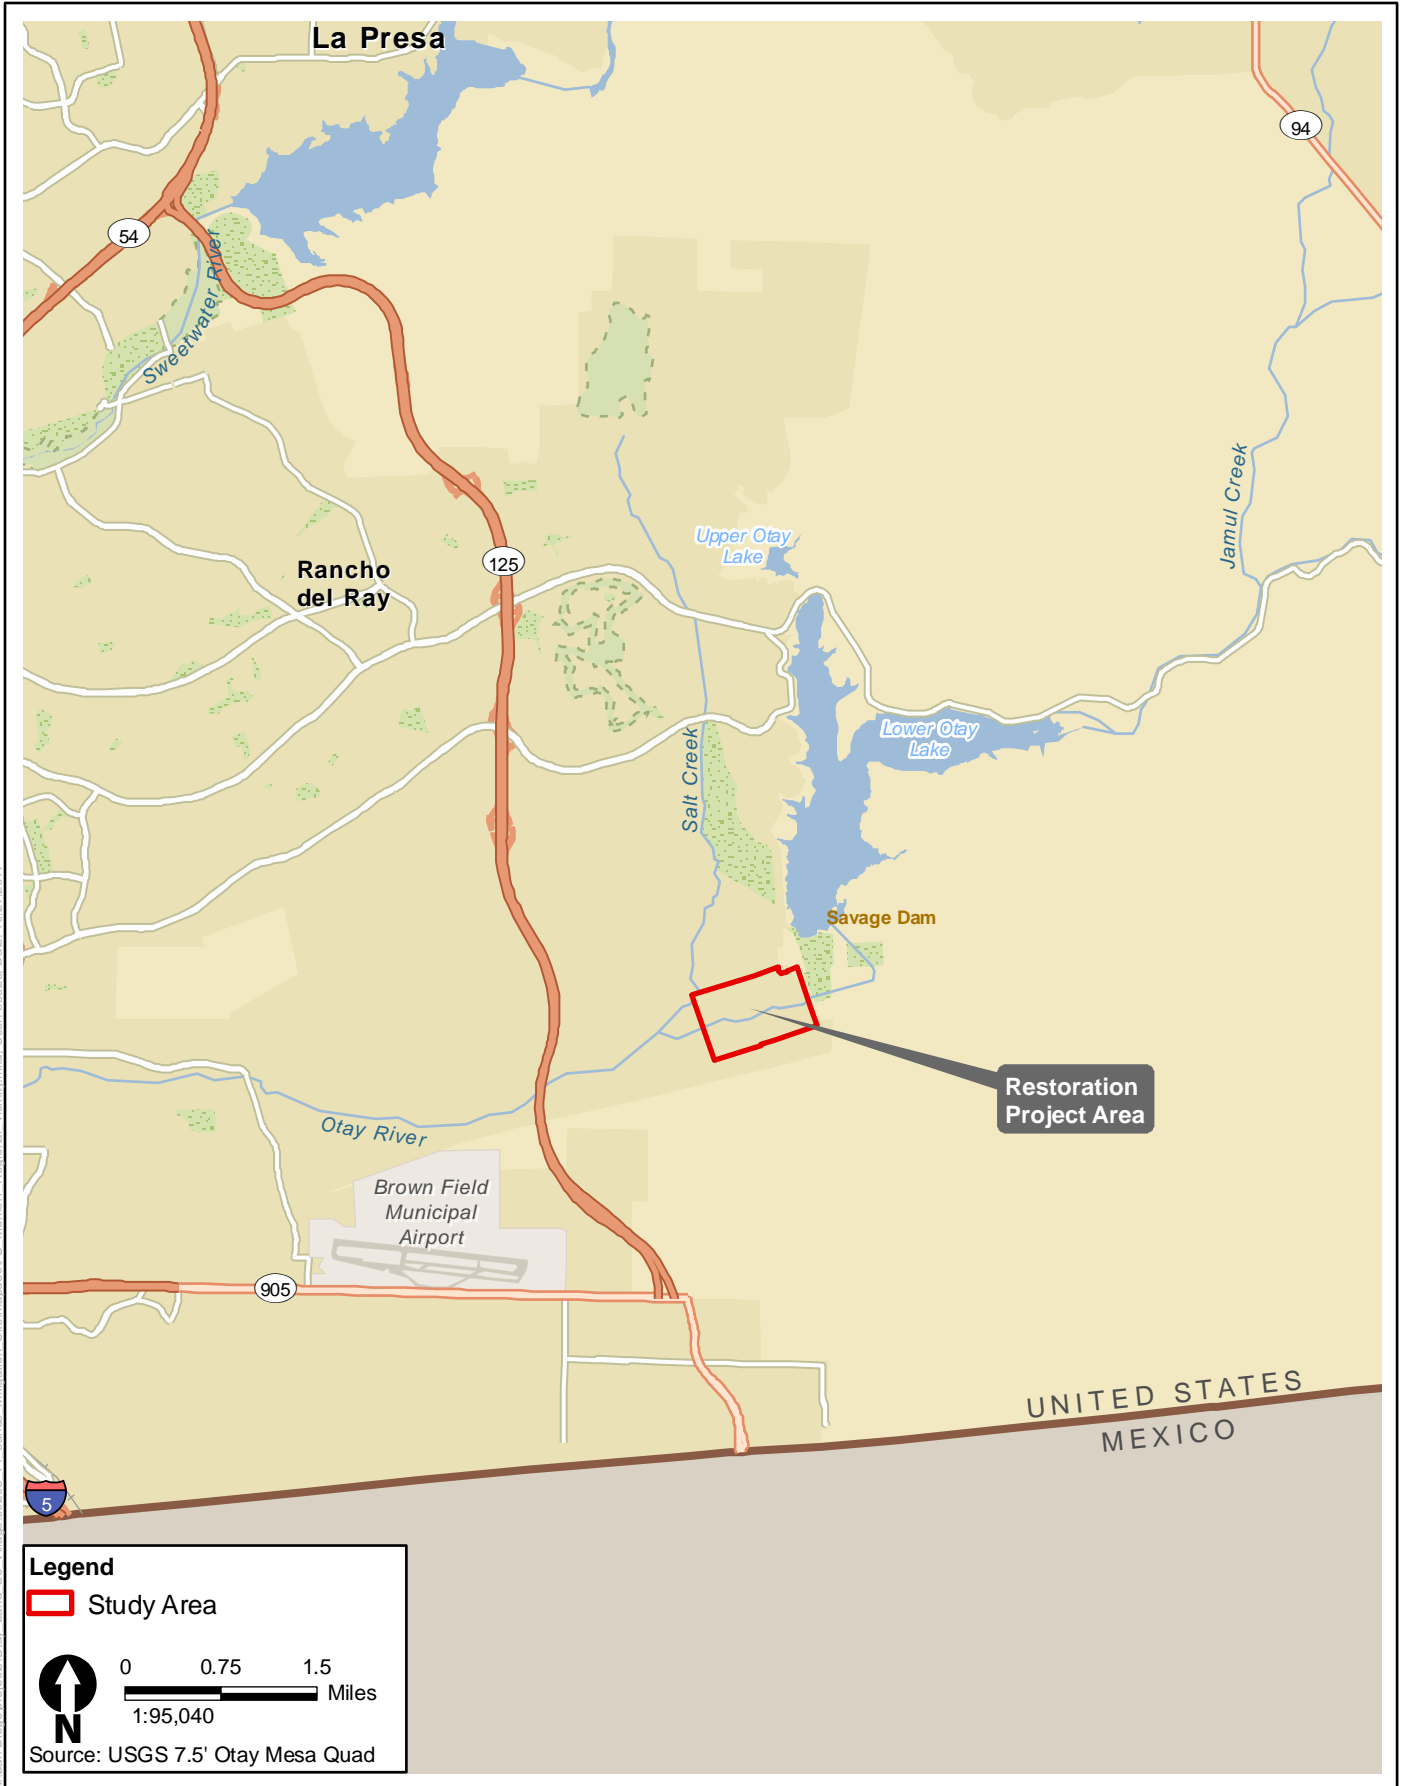 La Presa
94
54
Sweetwater River
Jamul Creek
Upper Otay
Lake
125
Rancho
del Ray
Lower Otay
Lake
Salt Creek
Savage Dam
Restoration
Project Area
Otay River
Brown Field
Municipal
Airport
905
UNITED STATES
MEXICO
5
Legend
Study Area
0 0.75 1.5
Miles
1:95,040
N
Source: USGS 7.5' Otay Mesa Quad